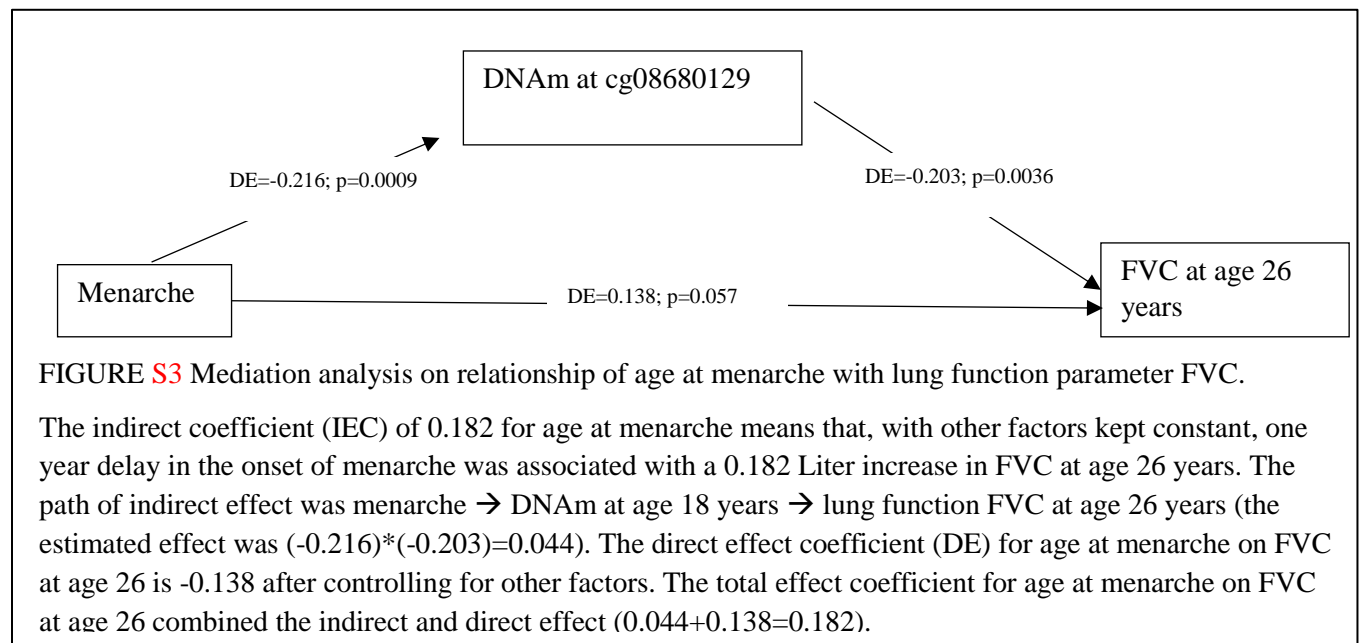 DNAm at cg08680129
DE=-0.216; p=0.0009
DE=-0.203; p=0.0036
Menarche
DE=0.138; p=0.057
FVC at age 26
years
FIGURE S3 Mediation analysis on relationship of age at menarche with lung function parameter FVC.
The indirect coefficient (IEC) of 0.182 for age at menarche means that, with other factors kept constant, one
year delay in the onset of menarche was associated with a 0.182 Liter increase in FVC at age 26 years. The
path of indirect effect was menarche → DNAm at age 18 years → lung function FVC at age 26 years (the
estimated effect was (-0.216)*(-0.203)=0.044). The direct effect coefficient (DE) for age at menarche on FVC
at age 26 is -0.138 after controlling for other factors. The total effect coefficient for age at menarche on FVC
at age 26 combined the indirect and direct effect (0.044+0.138=0.182).